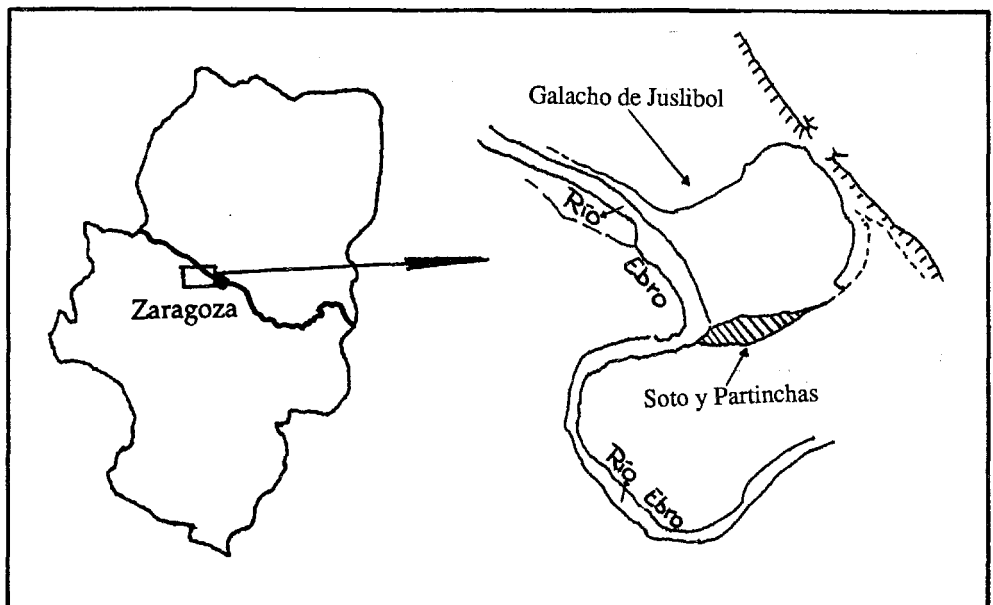 Galacho de Juslibol
Río
Ebro
Zaragoza
Soto y Partinchas
Río Ebro